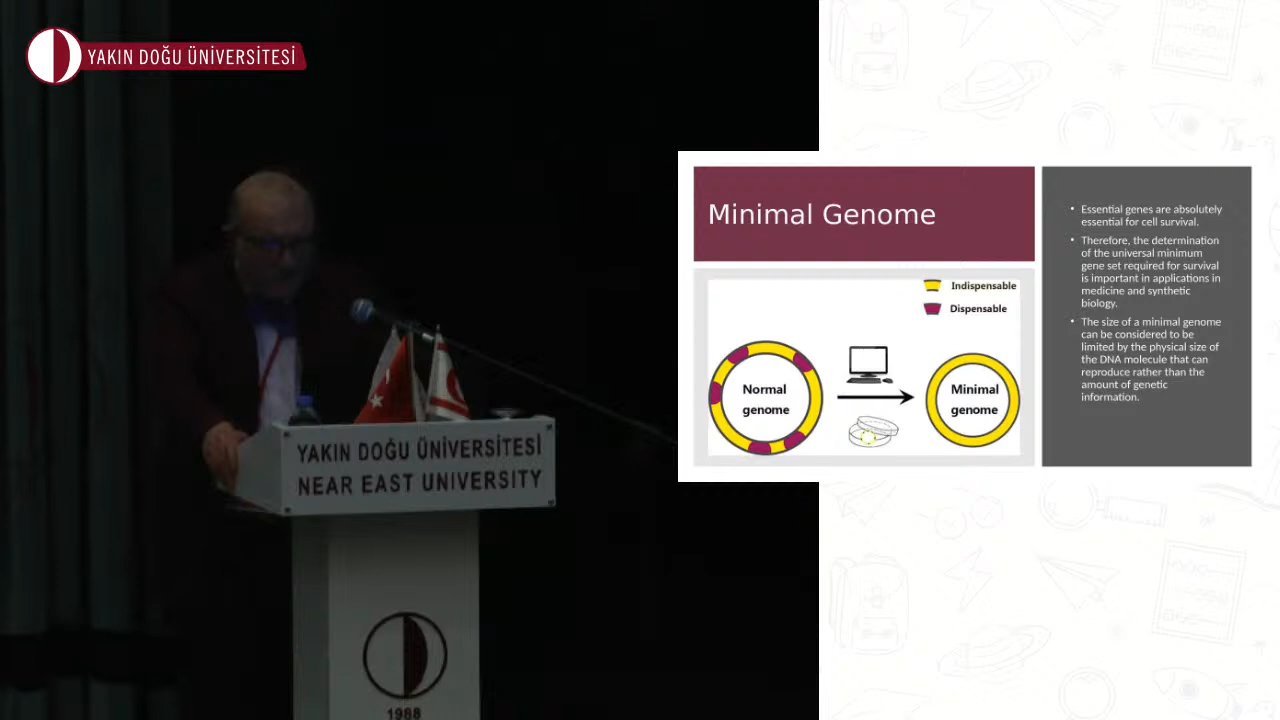 YAKIN DOĞU ÜNİVERSİTESİ
YAKIN DOĞU ÜNİVERSİTESİ
NEAR EAST UNIVERSITY
1988
Minimal Genome
Indispensable
Dispensable
Normal
genome
Minimal
genome
• Essential genes are absolutely
essential for cell survival.
• Therefore, the determination
of the universal minimum
gene set required for survival
is important in applications in
medicine and synthetic
biology.
• The size of a minimal genome
can be considered to be
limited by the physical size of
the DNA molecule that can
reproduce rather than the
amount of genetic
information.